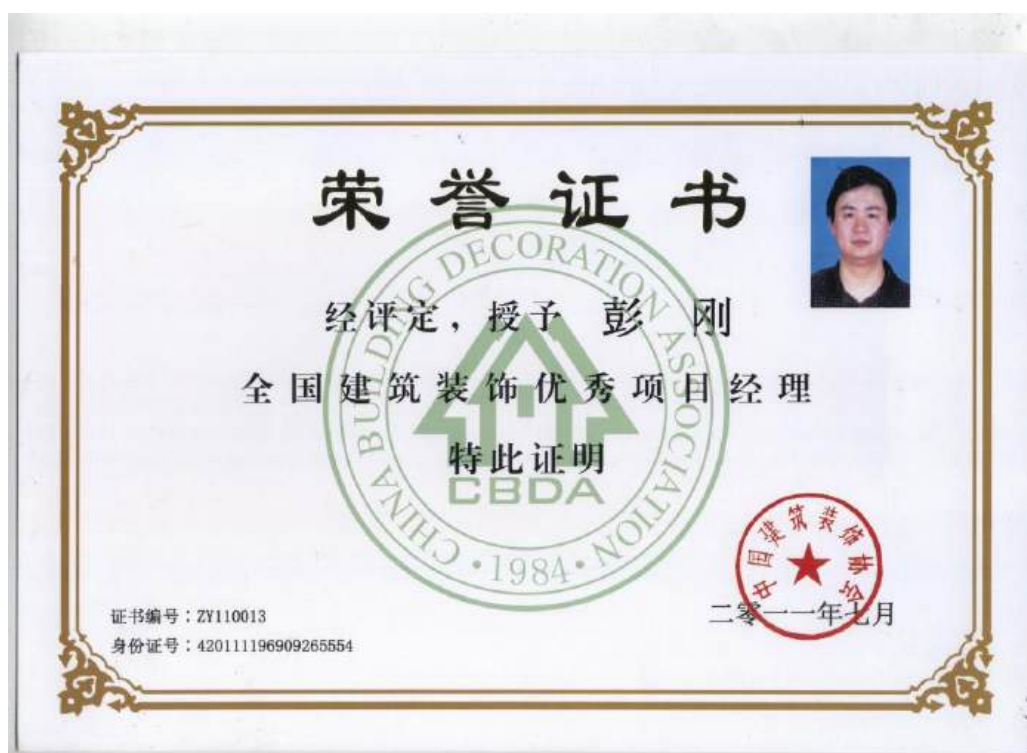 荣誉证书
经评定，授予 彭刚
全国建筑装饰优秀项目经理
特此证明
CHINA BUILDING DECORATION ASSOCIATION
CBDA
·1984·
中国建筑装饰协会
二零一一年七月
证书编号：ZY110013
身份证号：420111196909265554